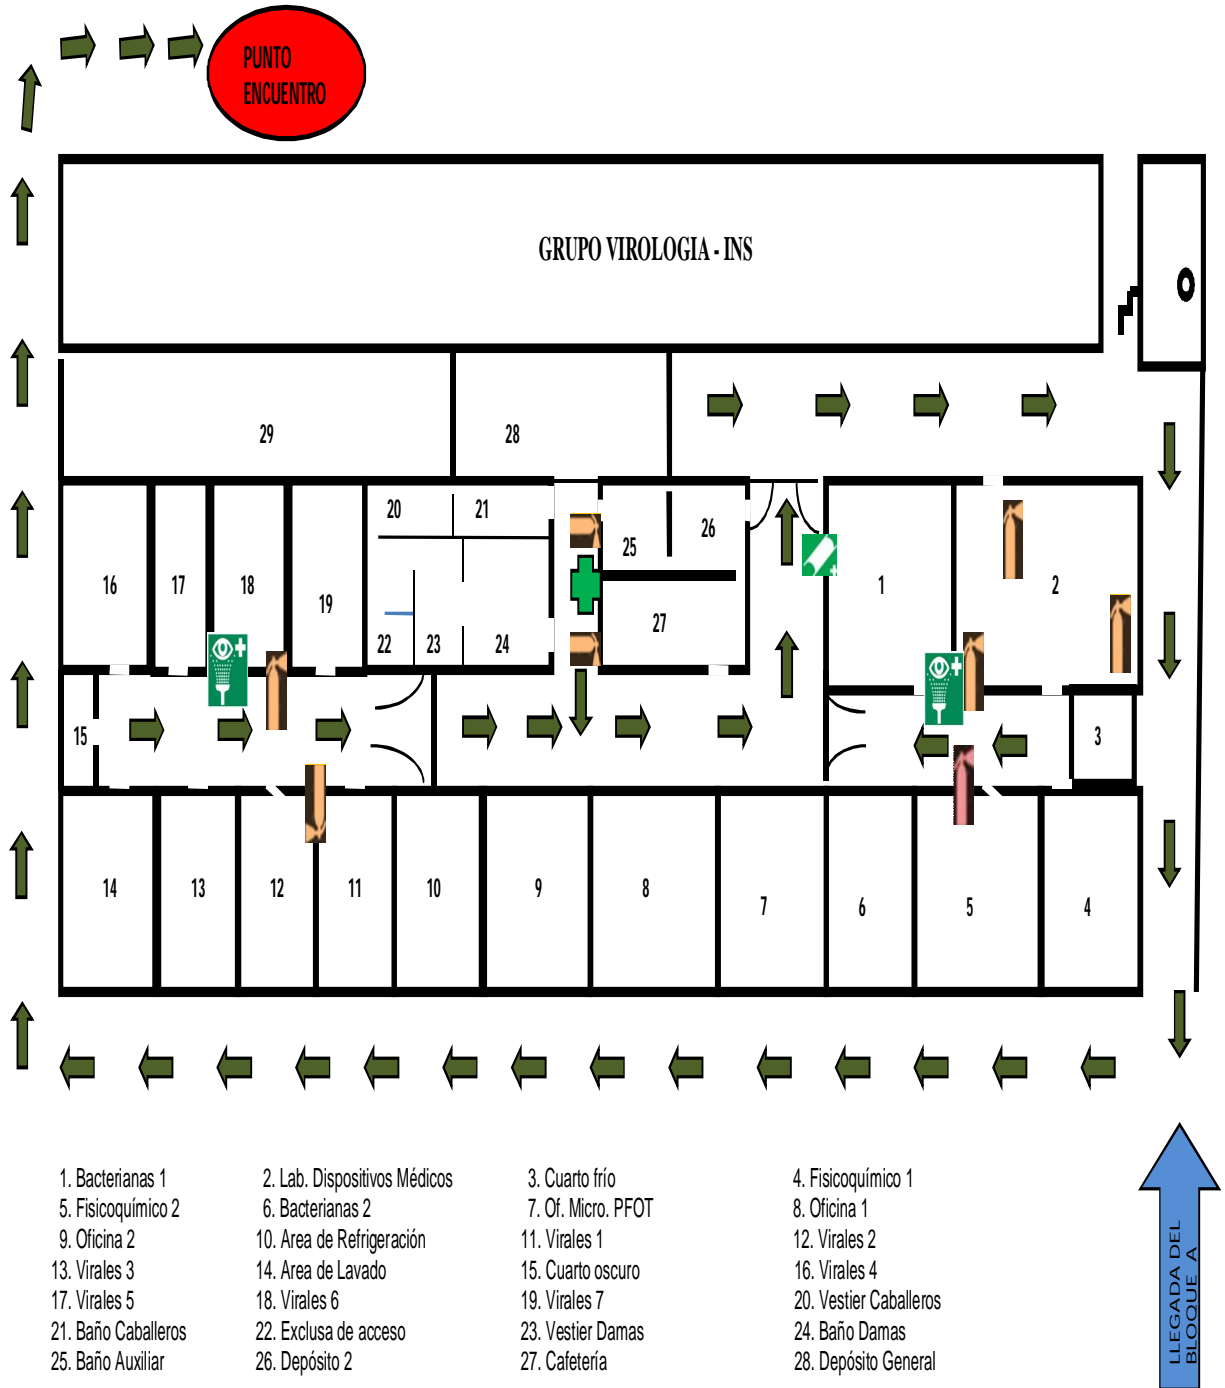 PUNTO
ENCUENTRO
GRUPO VIROLOGIA - INS
29
28
20
21
26
25
16
17
18
19
1
2
27
22
23
24
15
3
14
13
12
11
10
9
8
7
6
5
4
1. Bacterianas 1
2. Lab. Dispositivos Médicos
3. Cuarto frío
4. Fisicoquímico 1
5. Fisicoquímico 2
6. Bacterianas 2
7. Of. Micro. PFOT
8. Oficina 1
9. Oficina 2
10. Area de Refrigeración
11. Virales 1
12. Virales 2
13. Virales 3
14. Area de Lavado
15. Cuarto oscuro
16. Virales 4
17. Virales 5
18. Virales 6
19. Virales 7
20. Vestier Caballeros
21. Baño Caballeros
22. Exclusa de acceso
23. Vestier Damas
24. Baño Damas
25. Baño Auxiliar
26. Depósito 2
27. Cafetería
28. Depósito General
LLEGADA DEL
BLOQUE A